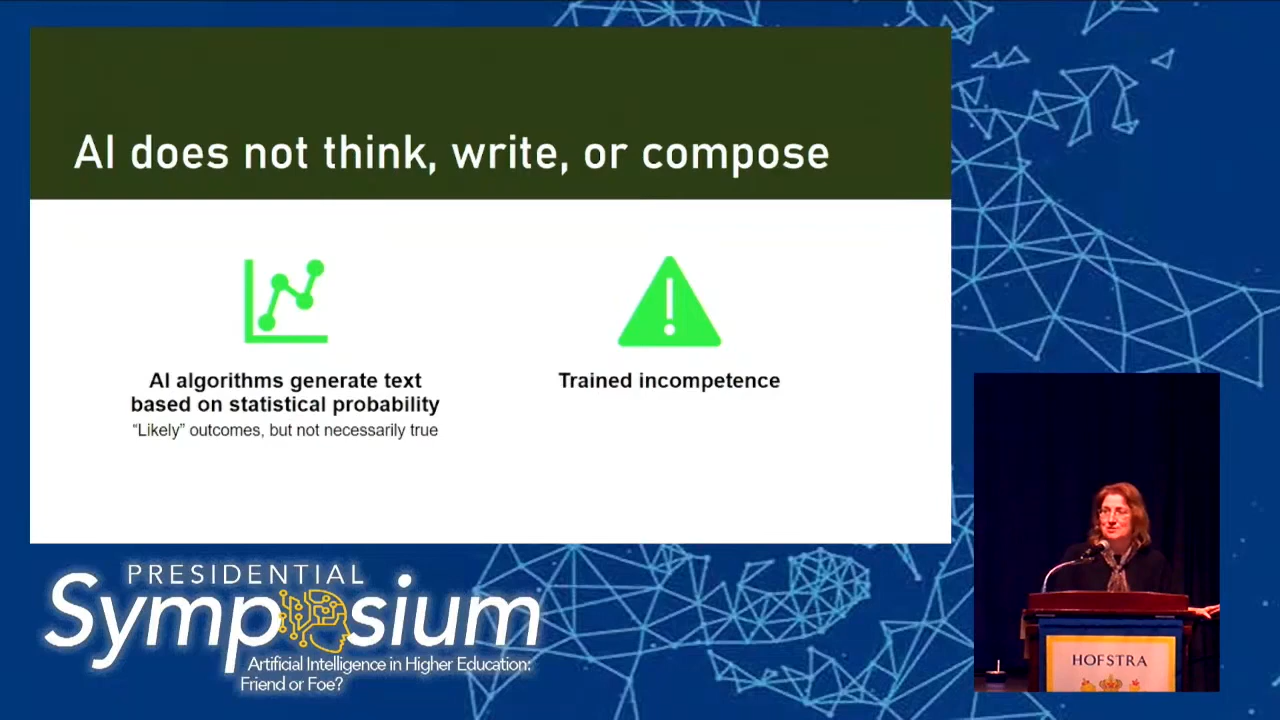 AI does not think, write, or compose
AI algorithms generate text
based on statistical probability
“Likely” outcomes, but not necessarily true
Trained incompetence
PRESIDENTIAL
Symposium
Artificial Intelligence in Higher Education:
Friend or Foe?
HOFSTRA